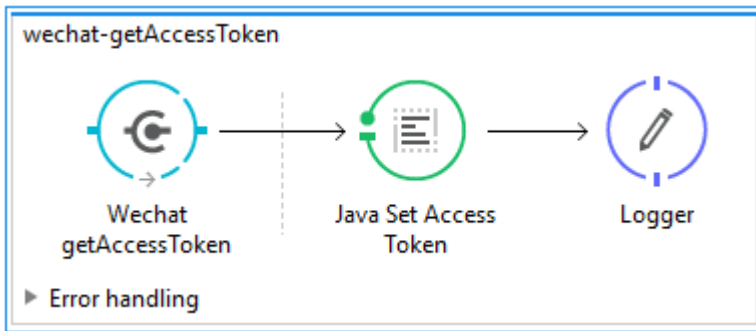 wechat-getAccessToken
Wechat
getAccessToken
Java Set Access
Token
Logger
Error handling